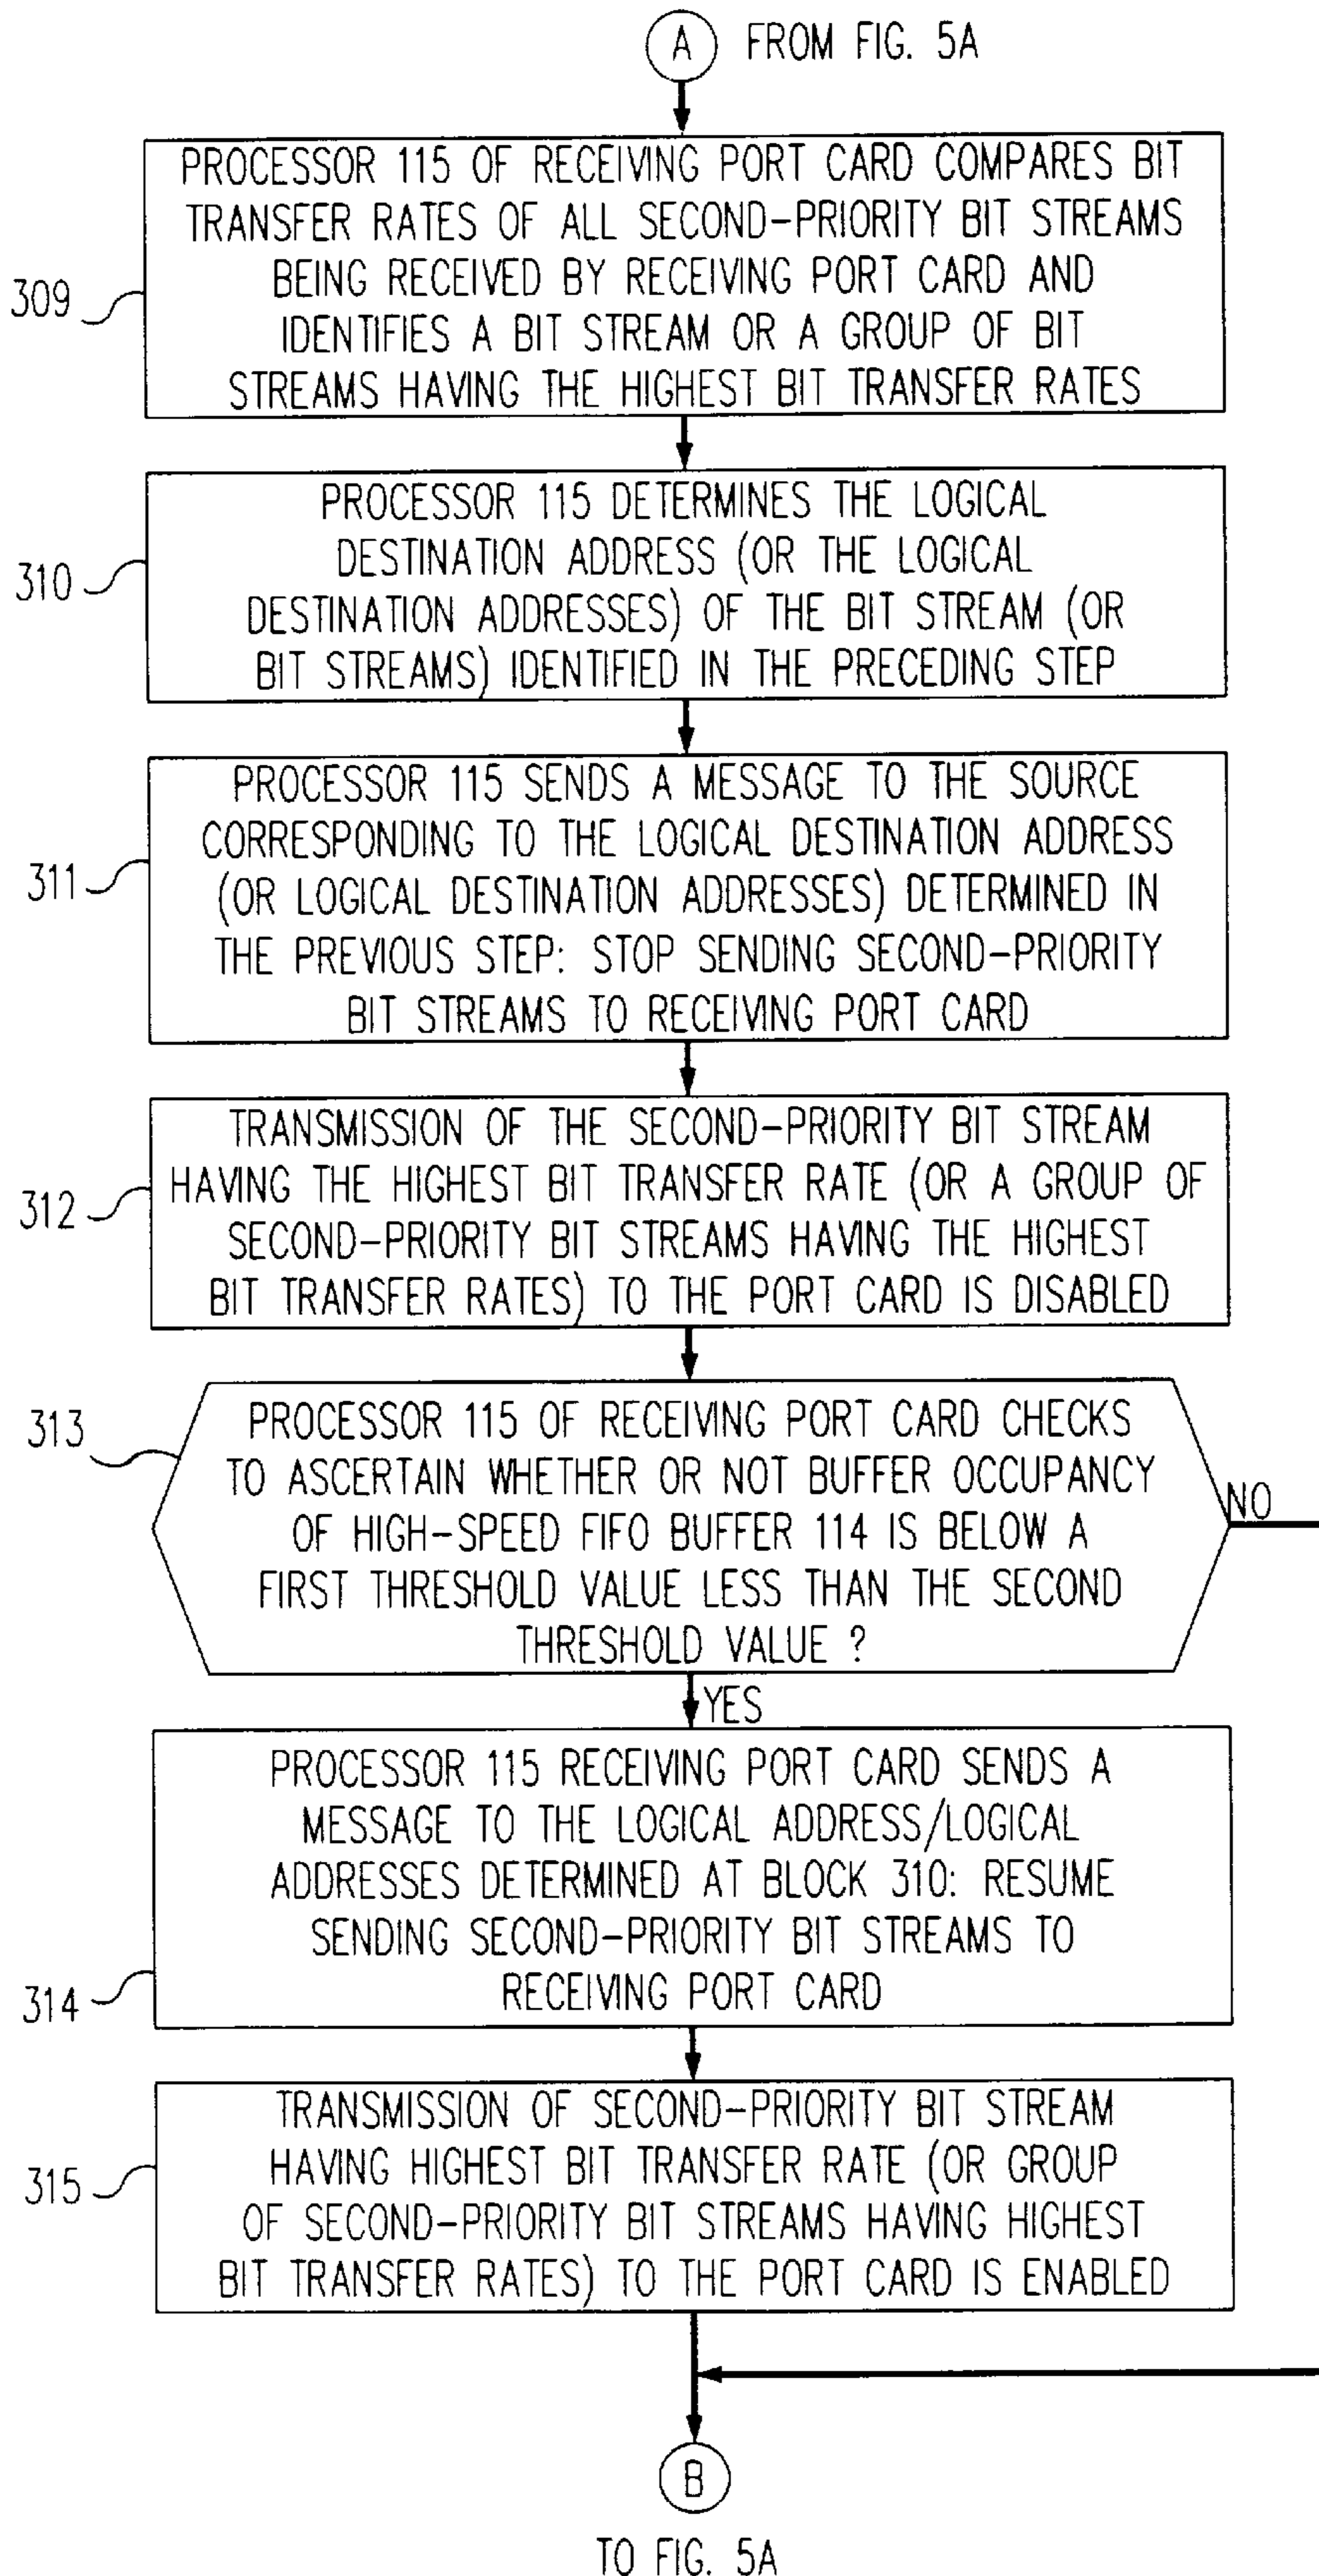 A FROM FIG. 5A
PROCESSOR 115 OF RECEIVING PORT CARD COMPARES BIT
TRANSFER RATES OF ALL SECOND-PRIORITY BIT STREAMS
BEING RECEIVED BY RECEIVING PORT CARD AND
IDENTIFIES A BIT STREAM OR A GROUP OF BIT
STREAMS HAVING THE HIGHEST BIT TRANSFER RATES
309
PROCESSOR 115 DETERMINES THE LOGICAL
DESTINATION ADDRESS (OR THE LOGICAL
DESTINATION ADDRESSES) OF THE BIT STREAM (OR
BIT STREAMS) IDENTIFIED IN THE PRECEDING STEP
310
PROCESSOR 115 SENDS A MESSAGE TO THE SOURCE
CORRESPONDING TO THE LOGICAL DESTINATION ADDRESS
(OR LOGICAL DESTINATION ADDRESSES) DETERMINED IN
THE PREVIOUS STEP: STOP SENDING SECOND-PRIORITY
BIT STREAMS TO RECEIVING PORT CARD
311
TRANSMISSION OF THE SECOND-PRIORITY BIT STREAM
HAVING THE HIGHEST BIT TRANSFER RATE (OR A GROUP OF
SECOND-PRIORITY BIT STREAMS HAVING THE HIGHEST
BIT TRANSFER RATES) TO THE PORT CARD IS DISABLED
312
PROCESSOR 115 OF RECEIVING PORT CARD CHECKS
TO ASCERTAIN WHETHER OR NOT BUFFER OCCUPANCY
OF HIGH-SPEED FIFO BUFFER 114 IS BELOW A
FIRST THRESHOLD VALUE LESS THAN THE SECOND
THRESHOLD VALUE ?
313
NO
YES
PROCESSOR 115 RECEIVING PORT CARD SENDS A
MESSAGE TO THE LOGICAL ADDRESS/LOGICAL
ADDRESSES DETERMINED AT BLOCK 310: RESUME
SENDING SECOND-PRIORITY BIT STREAMS TO
RECEIVING PORT CARD
314
TRANSMISSION OF SECOND-PRIORITY BIT STREAM
HAVING HIGHEST BIT TRANSFER RATE (OR GROUP
OF SECOND-PRIORITY BIT STREAMS HAVING HIGHEST
BIT TRANSFER RATES) TO THE PORT CARD IS ENABLED
315
B
TO FIG. 5A